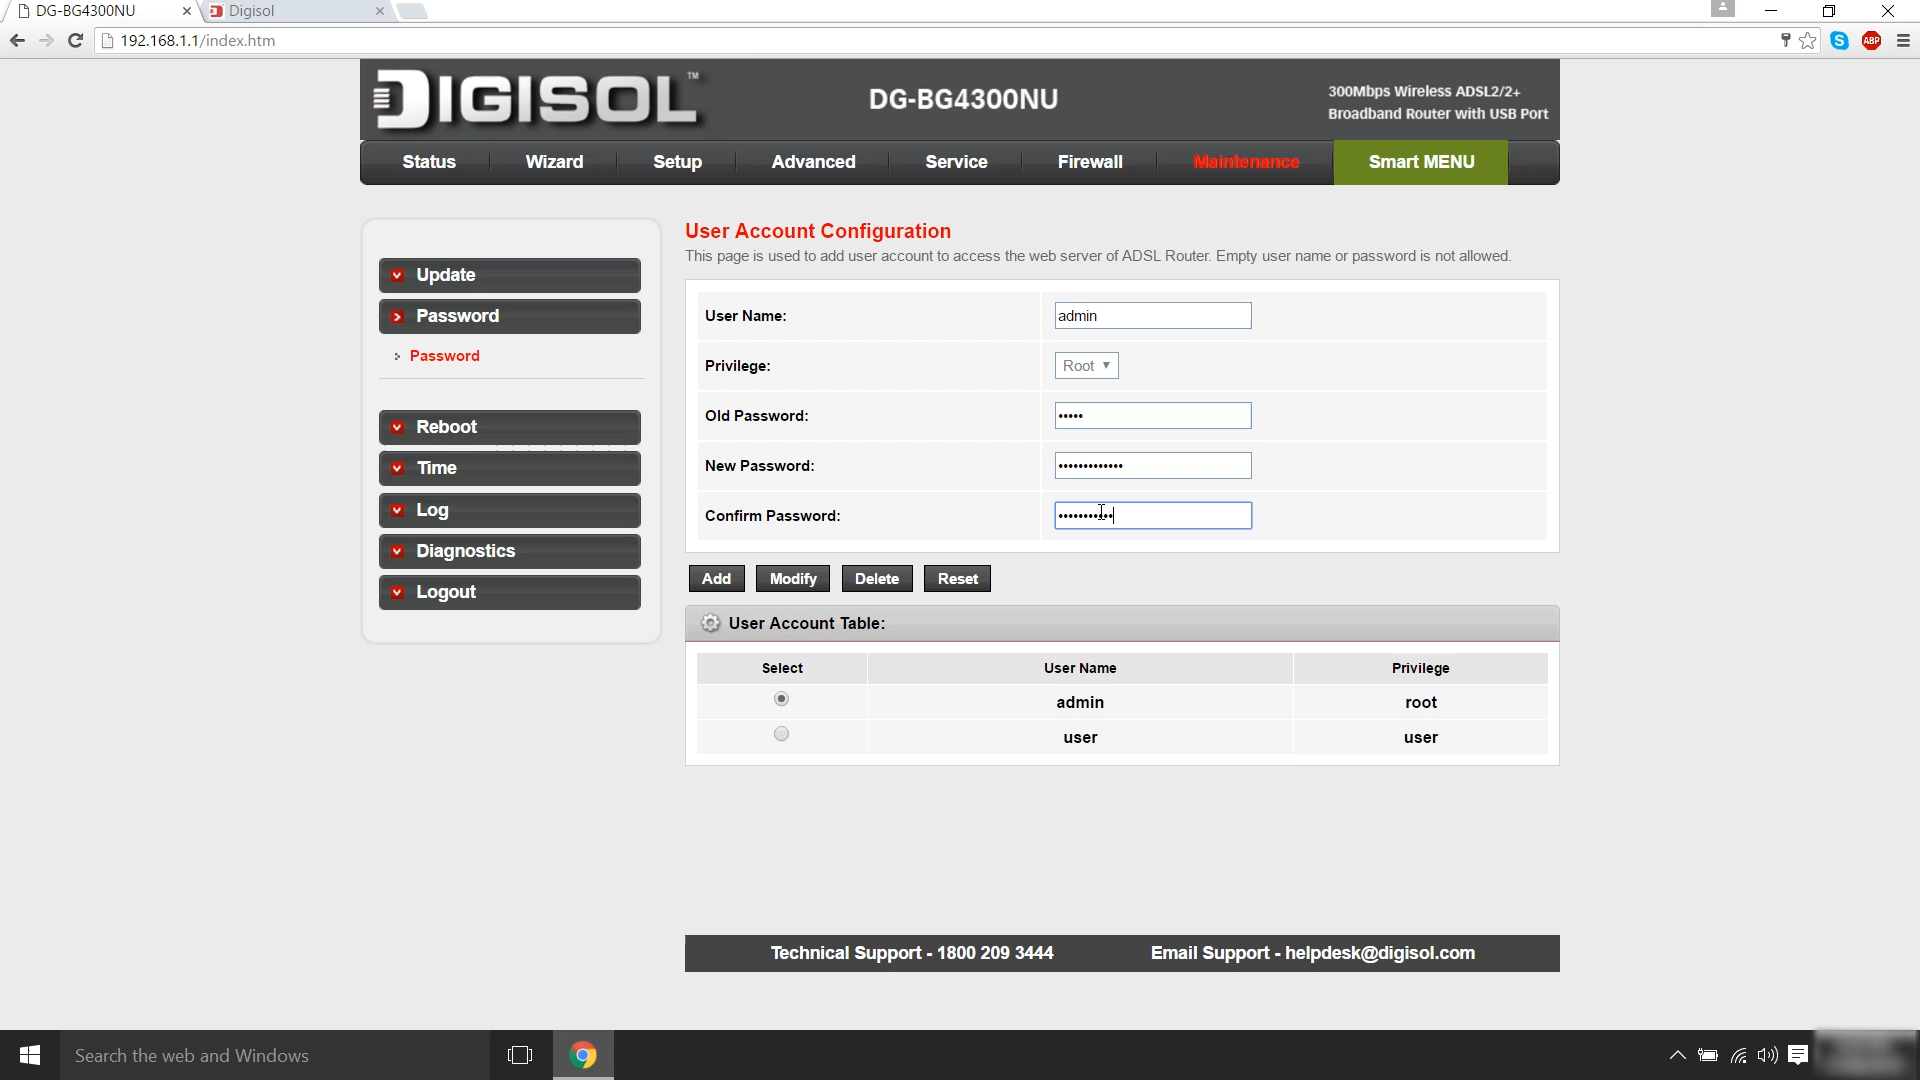 DG-BG4300NU
Digisol
192.168.1.1/index.htm
S
ABP
DIGISOL™
DG-BG4300NU
300Mbps Wireless ADSL2/2+
Broadband Router with USB Port
Status Wizard Setup Advanced Service Firewall Maintenance Smart MENU
Update
Password
Password
Reboot
Time
Log
Diagnostics
Logout
User Account Configuration
This page is used to add user account to access the web server of ADSL Router. Empty user name or password is not allowed.
User Name: admin
Privilege: Root
Old Password: •••••
New Password: •••••••••••••
Confirm Password: •••••••••••
Add Modify Delete Reset
User Account Table:
Select User Name Privilege
admin root
user user
Technical Support - 1800 209 3444 Email Support - helpdesk@digisol.com
Search the web and Windows